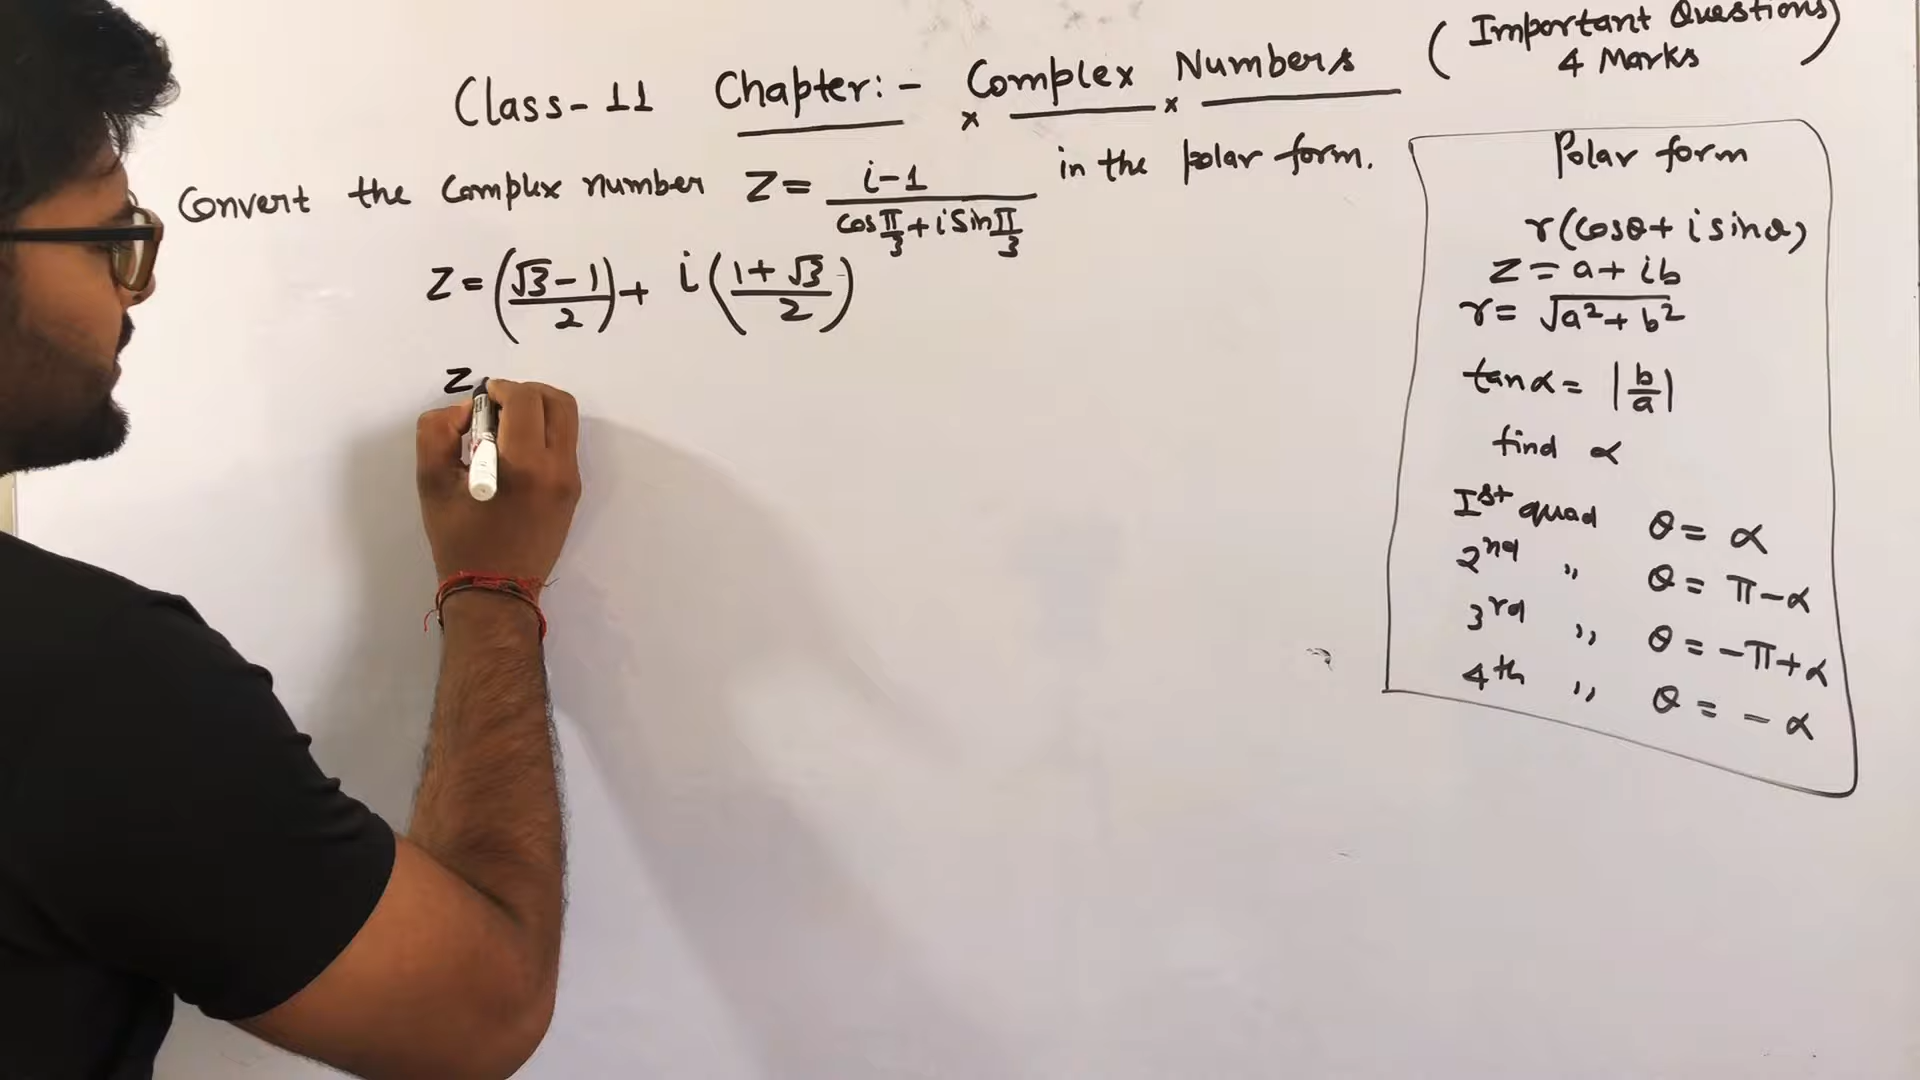 Class-11 Chapter:- Complex Numbers
(Important Questions)
4 Marks
Convert the Complex number Z = (i-1)/(cos π/3 + i Sin π/3) in the polar form.
Z = ((√3-1)/2) + i((1+√3)/2)
Z
Polar form
r(cosθ + i sinθ)
Z = a + ib
r = √(a²+b²)
tanα = |b/a|
find α
Ist quad θ = α
2nd ,, θ = π-α
3rd ,, θ = -π+α
4th ,, θ = -α